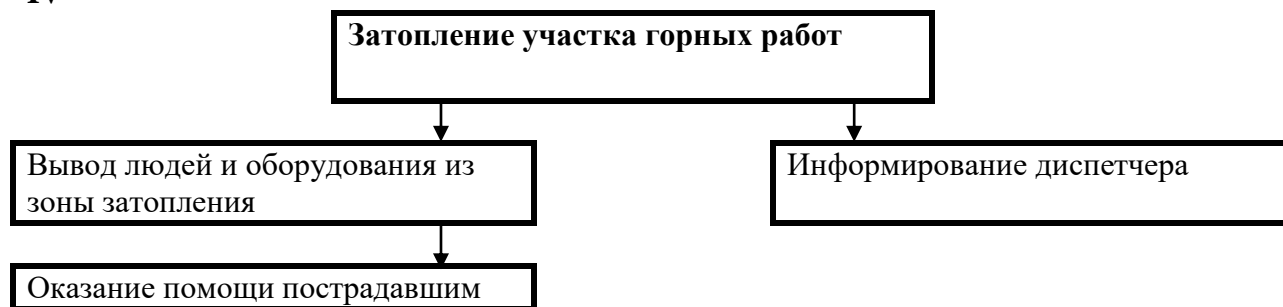 Затопление участка горных работ
Вывод людей и оборудования из
зоны затопления
Информирование диспетчера
Оказание помощи пострадавшим